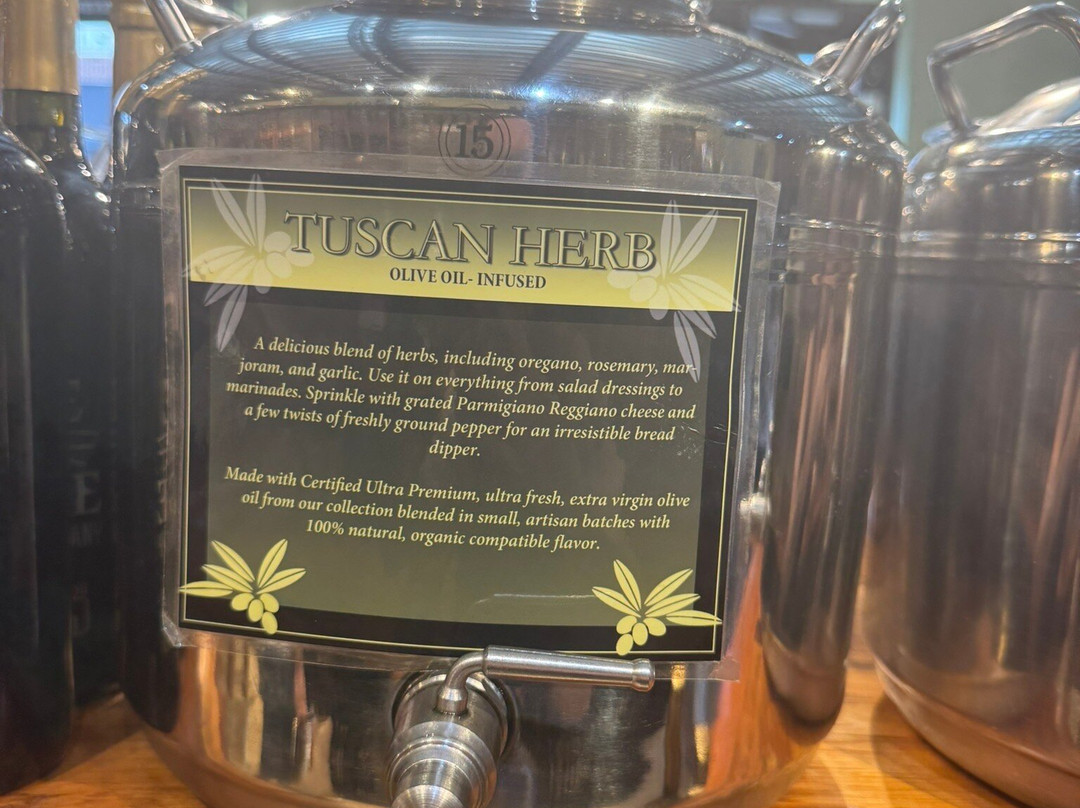 15
TUSCAN HERB
OLIVE OIL- INFUSED
A delicious blend of herbs, including oregano, rosemary, mar-
joram, and garlic. Use it on everything from salad dressings to
marinades. Sprinkle with grated Parmigiano Reggiano cheese and
a few twists of freshly ground pepper for an irresistible bread
dipper.
Made with Certified Ultra Premium, ultra fresh, extra virgin olive
oil from our collection blended in small, artisan batches with
100% natural, organic compatible flavor.